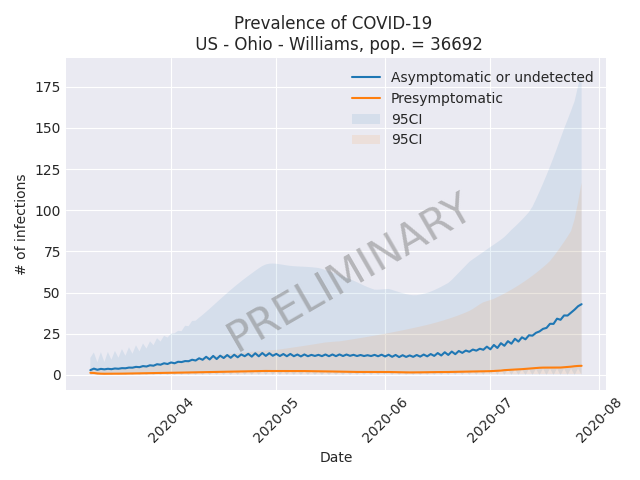 Prevalence of COVID-19
US - Ohio - Williams, pop. = 36692
Asymptomatic or undetected
Presymptomatic
95CI
95CI
# of infections
175
150
125
100
75
50
25
0
PRELIMINARY
2020-04
2020-05
2020-06
2020-07
2020-08
Date